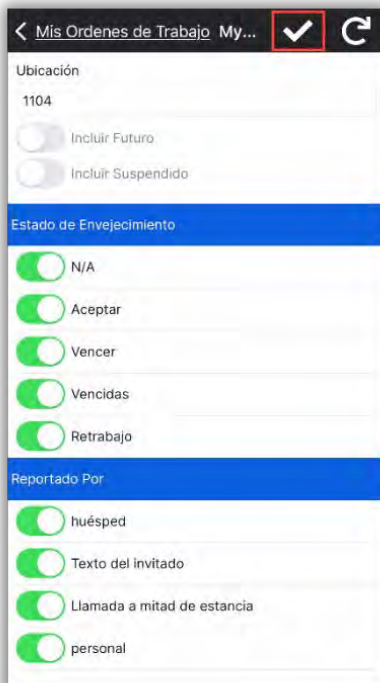 Mis Ordenes de Trabajo My...
Ubicación
1104
Incluir Futuro
Incluir Suspendido
Estado de Envejecimiento
N/A
Aceptar
Vencer
Vencidas
Retrabajo
Reportado Por
huésped
Texto del invitado
Llamada a mitad de estancia
personal